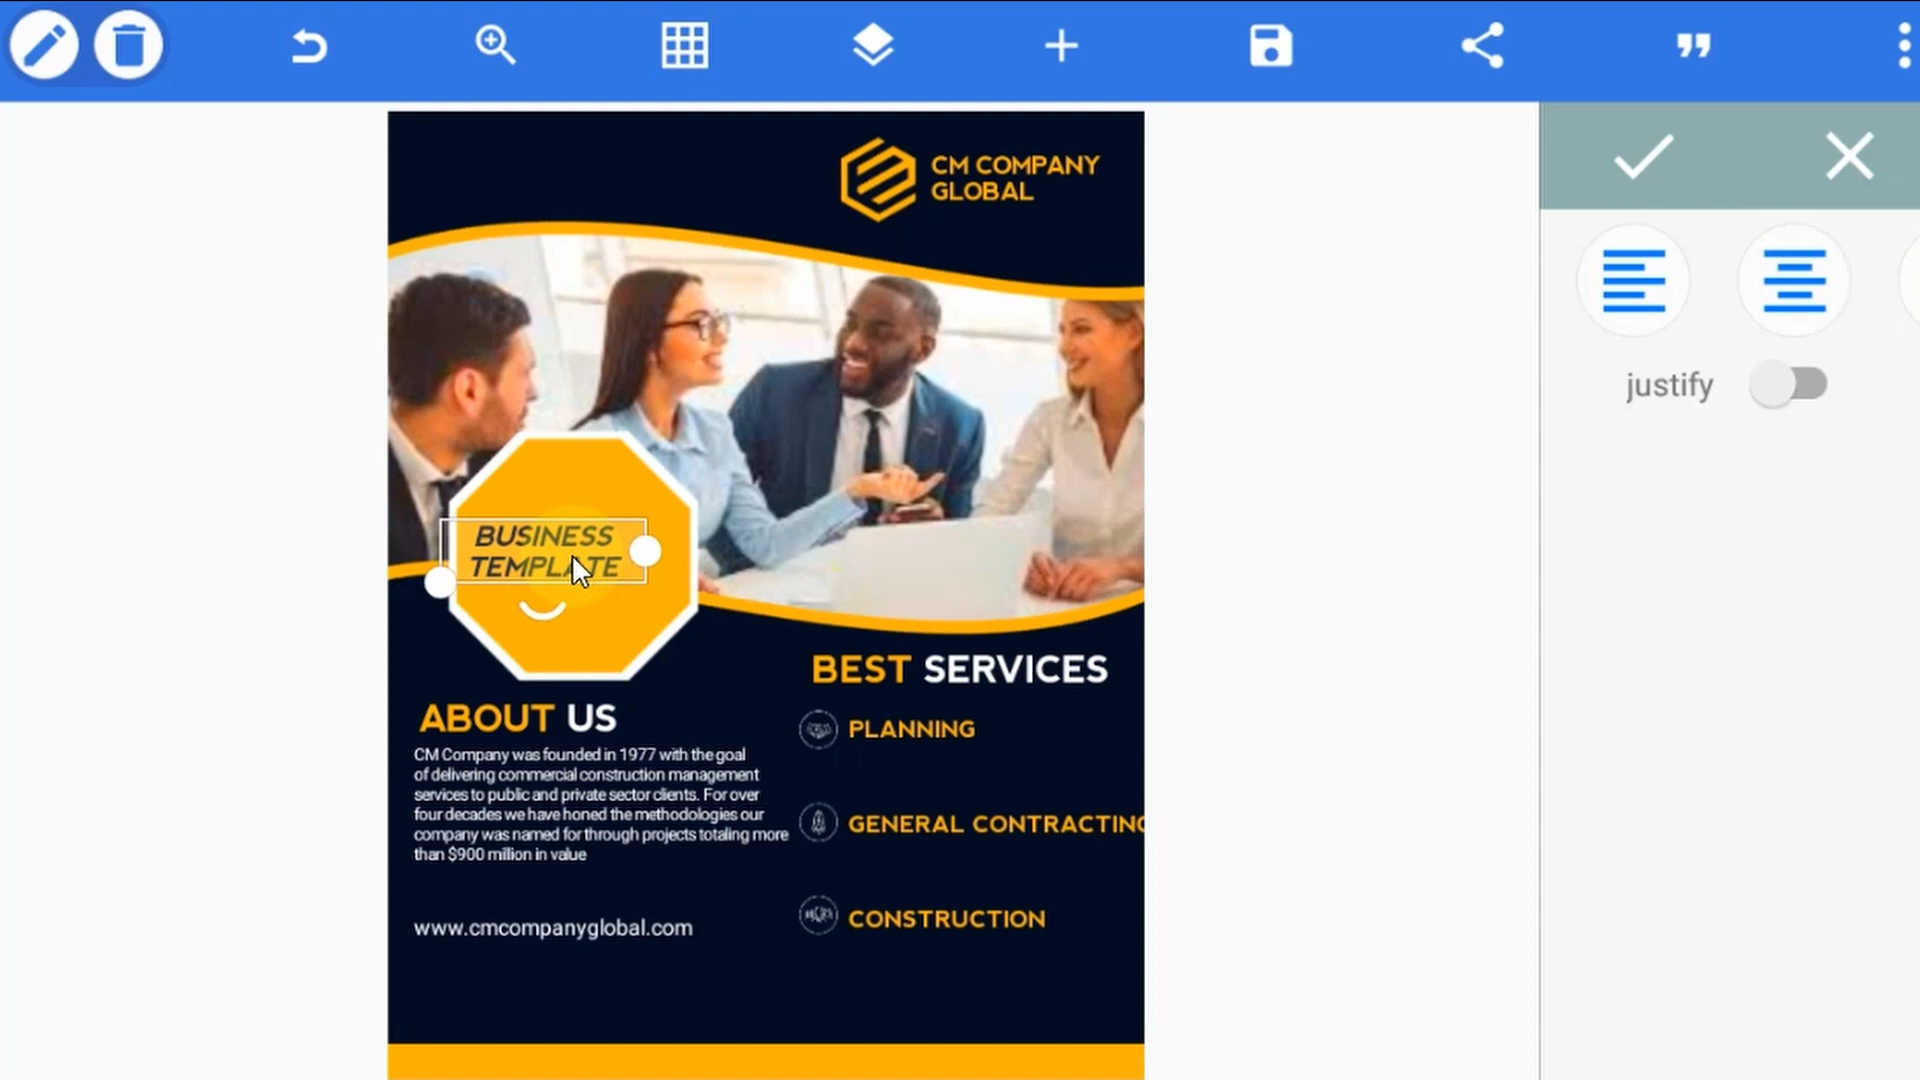 CM COMPANY
GLOBAL
justify
BUSINESS
TEMPLATE
BEST SERVICES
ABOUT US
PLANNING
CM Company was founded in 1977 with the goal
of delivering commercial construction management
services to public and private sector clients. For over
four decades we have honed the methodologies our
company was named for through projects totaling more
than $900 million in value
GENERAL CONTRACTING
CONSTRUCTION
www.cmcompanyglobal.com